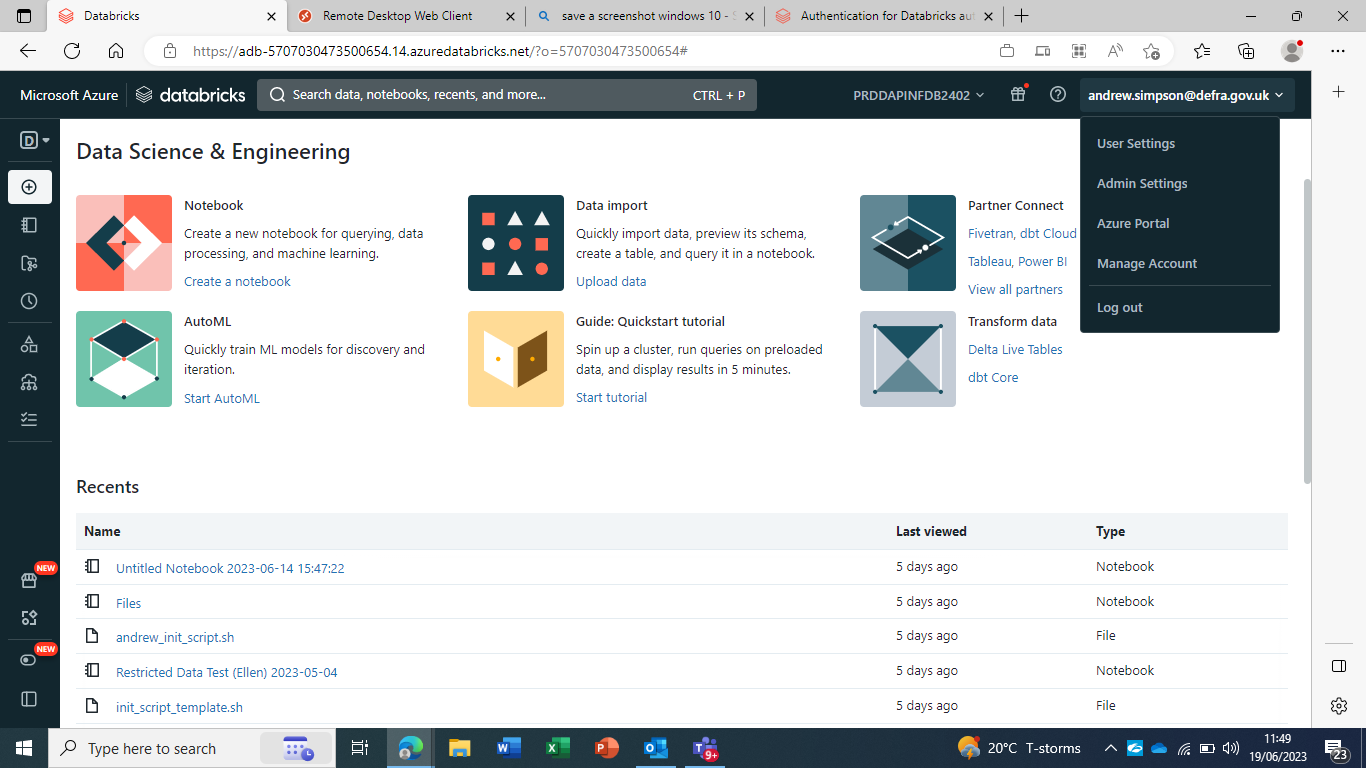 Databricks
Remote Desktop Web Client
save a screenshot windows 10 -
Authentication for Databricks aut
https://adb-5707030473500654.14.azuredatabricks.net/?o=5707030473500654#
Microsoft Azure
databricks
Search data, notebooks, recents, and more...
CTRL + P
PRDDAPINFDB2402
andrew.simpson@defra.gov.uk
User Settings
Admin Settings
Azure Portal
Manage Account
Log out
D
Data Science & Engineering
Notebook
Create a new notebook for querying, data
processing, and machine learning.
Create a notebook
Data import
Quickly import data, preview its schema,
create a table, and query it in a notebook.
Upload data
Partner Connect
Fivetran, dbt Cloud
Tableau, Power BI
View all partners
AutoML
Quickly train ML models for discovery and
iteration.
Start AutoML
Guide: Quickstart tutorial
Spin up a cluster, run queries on preloaded
data, and display results in 5 minutes.
Start tutorial
Transform data
Delta Live Tables
dbt Core
Recents
Name Last viewed Type
Untitled Notebook 2023-06-14 15:47:22 5 days ago Notebook
Files 5 days ago Notebook
andrew_init_script.sh 5 days ago File
Restricted Data Test (Ellen) 2023-05-04 5 days ago Notebook
init_script_template.sh 5 days ago File
NEW
NEW
Type here to search
9+
20°C T-storms
11:49
19/06/2023
23